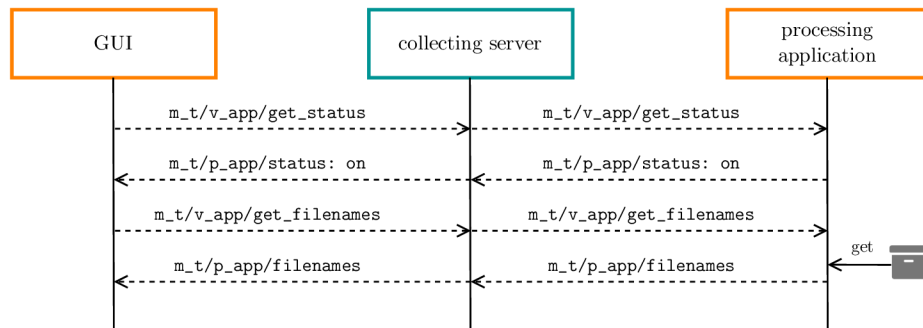 GUI
collecting server
processing
application
m_t/v_app/get_status
m_t/v_app/get_status
m_t/p_app/status: on
m_t/p_app/status: on
m_t/v_app/get_filenames
m_t/v_app/get_filenames
get
m_t/p_app/filenames
m_t/p_app/filenames